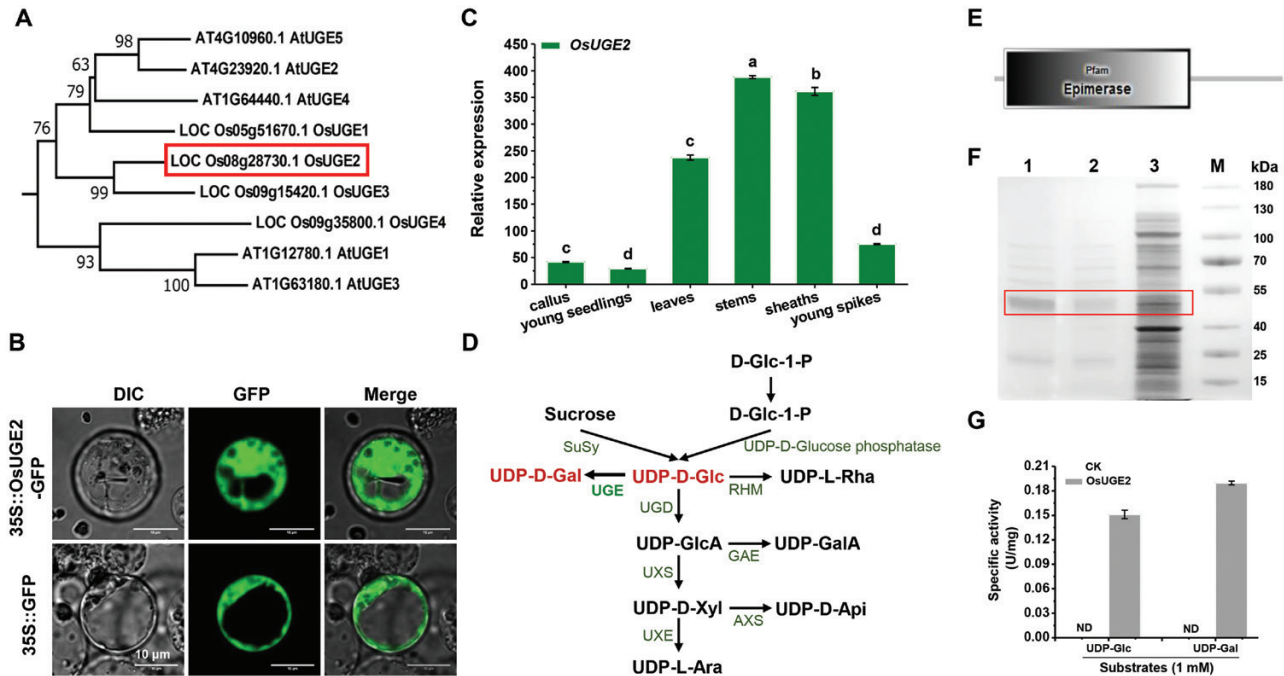 A
98
AT4G10960.1 AtUGE5
AT4G23920.1 AtUGE2
63
79
AT1G64440.1 AtUGE4
76
LOC Os05g51670.1 OsUGE1
LOC Os08g28730.1 OsUGE2
99
LOC Os09g15420.1 OsUGE3
LOC Os09g35800.1 OsUGE4
93
AT1G12780.1 AtUGE1
100
AT1G63180.1 AtUGE3
B
DIC GFP Merge
35S::OsUGE2
-GFP
35S::GFP
10 µm
C
OsUGE2
Relative expression
450
400
350
300
250
200
150
100
50
0
c
d
c
a
b
d
callus
young seedlings
leaves
stems
sheaths
young spikes
D
D-Glc-1-P
Sucrose
D-Glc-1-P
SuSy
UDP-D-Glucose phosphatase
UDP-D-Gal
UGE
UDP-D-Glc
RHM
UDP-L-Rha
UGD
UDP-GlcA
GAE
UDP-GalA
UXS
UDP-D-Xyl
AXS
UDP-D-Api
UXE
UDP-L-Ara
E
Pfam
Epimerase
F
1 2 3 M kDa
180
130
100
70
55
40
25
15
G
CK
OsUGE2
Specific activity
(U/mg)
0.21
0.18
0.15
0.12
0.09
0.06
0.03
0.00
ND
ND
UDP-Glc
UDP-Gal
Substrates (1 mM)